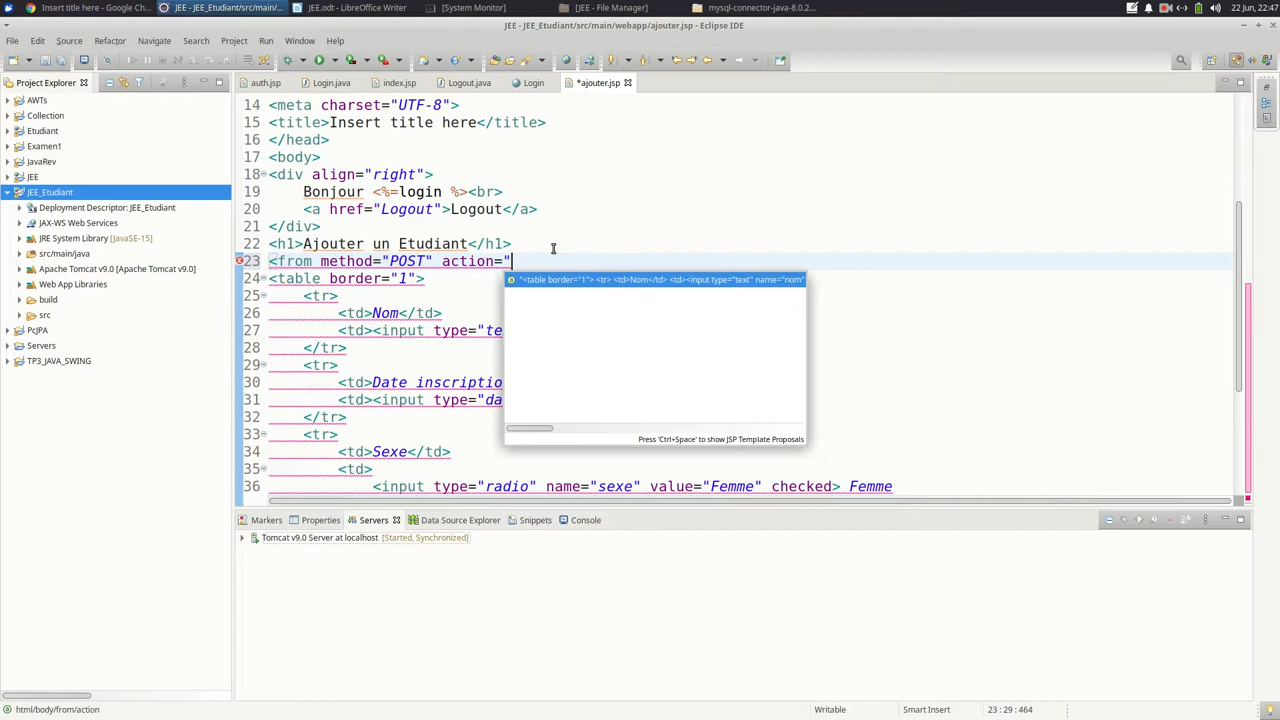 Insert title here - Google Ch...
JEE - JEE_Etudiant/src/main/...
JEE.odt - LibreOffice Writer
[System Monitor]
[JEE - File Manager]
mysql-connector-java-8.0.2...
22 Jun, 22:47
JEE - JEE_Etudiant/src/main/webapp/ajouter.jsp - Eclipse IDE
File Edit Source Refactor Navigate Search Project Run Window Help
Project Explorer
auth.jsp Login.java index.jsp Logout.java Login *ajouter.jsp
AWTs
Collection
Etudiant
Examen1
JavaRev
JEE
JEE_Etudiant
Deployment Descriptor: JEE_Etudiant
JAX-WS Web Services
JRE System Library [JavaSE-15]
src/main/java
Apache Tomcat v9.0 [Apache Tomcat v9.0]
Web App Libraries
build
src
PcJPA
Servers
TP3_JAVA_SWING
14 <meta charset="UTF-8">
15 <title>Insert title here</title>
16 </head>
17 <body>
18 <div align="right">
19 Bonjour <%=login %><br>
20 <a href="Logout">Logout</a>
21 </div>
22 <h1>Ajouter un Etudiant</h1>
23 <from method="POST" action="
24 <table border="1">
25 <tr>
26 <td>Nom</td>
27 <td><input type="te
28 </tr>
29 <tr>
30 <td>Date inscriptio
31 <td><input type="da
32 </tr>
33 <tr>
34 <td>Sexe</td>
35 <td>
36 <input type="radio" name="sexe" value="Femme" checked> Femme
"<table border="1"> <tr> <td>Nom</td> <td><input type="text" name="nom"
Press 'Ctrl+Space' to show JSP Template Proposals
Markers Properties Servers Data Source Explorer Snippets Console
Tomcat v9.0 Server at localhost [Started, Synchronized]
html/body/from/action
Writable
Smart Insert
23 : 29 : 464